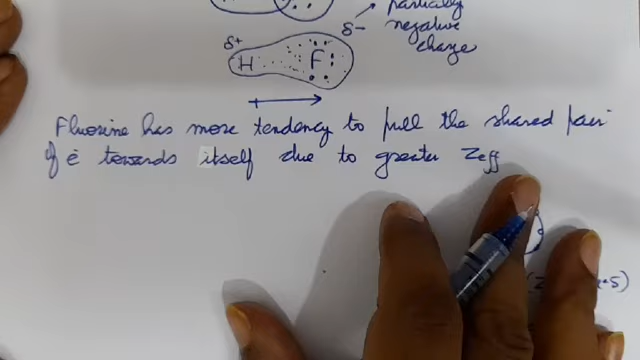 partially
negative
charge
δ-
δ+
H F
Fluorine has more tendency to pull the shared pair
of e towards itself due to greater Zeff